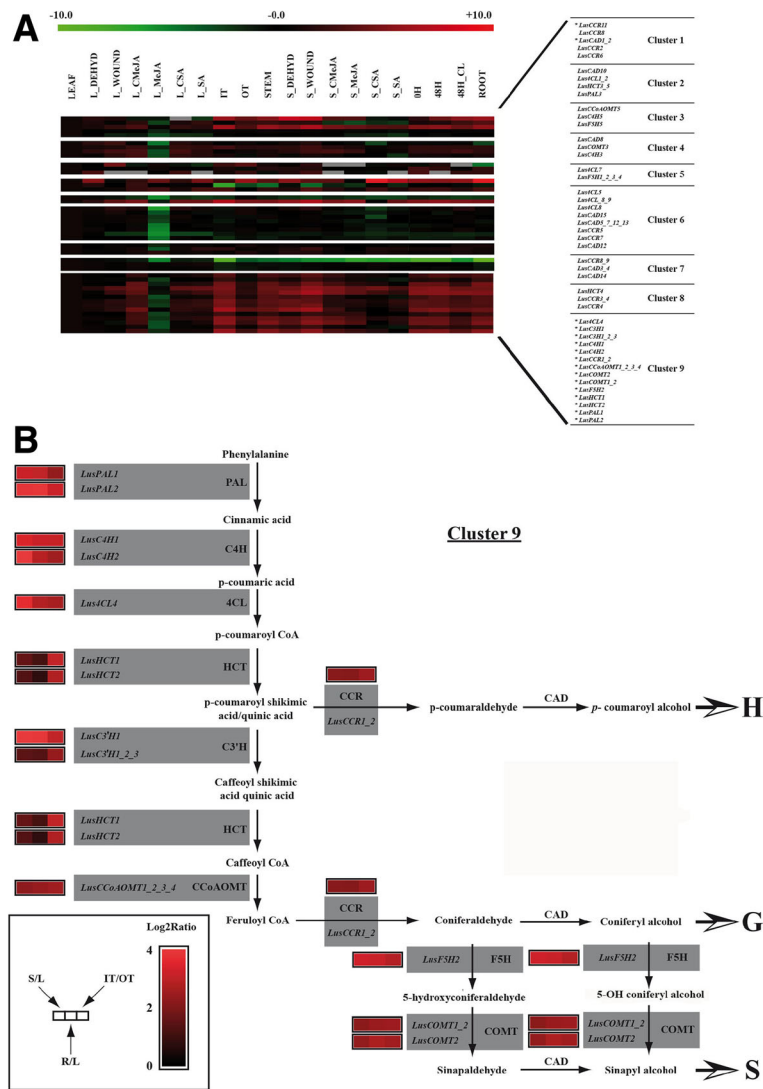 A
-10.0
-0.0
+10.0
LEAF
L_DEHYD
L_WOUND
L_CMeJA
L_MeJA
L_CSA
L_SA
IT
OT
STEM
S_DEHYD
S_WOUND
S_CMeJA
S_MeJA
S_CSA
S_SA
0H
48H
48H_CL
ROOT
* LusCCR11
LusCCR8
* LusCAD1_2
LusCCR2
LusCCR6
Cluster 1
LusCAD10
Lus4CL1_2
LusHCT3_5
LusPAL3
Cluster 2
LusCCoAOMT5
LusC4H5
LusF5H5
Cluster 3
LusCAD8
LusCOMT3
LusC4H3
Cluster 4
Lus4CL7
LusF5H1_2_3_4
Cluster 5
Lus4CL5
Lus4CL_8_9
Lus4CL8
LusCAD15
LusCAD5_7_12_13
LusCCR5
LusCCR7
LusCAD12
Cluster 6
LusCCR8_9
LusCAD3_4
LusCAD14
Cluster 7
LusHCT4
LusCCR3_4
LusCCR4
Cluster 8
* Lus4CL4
* LusC3H1
* LusC3H1_2_3
* LusC4H1
* LusC4H2
* LusCCR1_2
* LusCCoAOMT1_2_3_4
* LusCOMT2
* LusCOMT1_2
* LusF5H2
* LusHCT1
* LusHCT2
* LusPAL1
* LusPAL2
Cluster 9
B
Cluster 9
Phenylalanine
LusPAL1
LusPAL2
PAL
Cinnamic acid
LusC4H1
LusC4H2
C4H
p-coumaric acid
Lus4CL4
4CL
p-coumaroyl CoA
LusHCT1
LusHCT2
HCT
p-coumaroyl shikimic
acid/quinic acid
CCR
LusCCR1_2
p-coumaraldehyde
CAD
p- coumaroyl alcohol
H
LusC3'H1
LusC3'H1_2_3
C3'H
Caffeoyl shikimic
acid quinic acid
LusHCT1
LusHCT2
HCT
Caffeoyl CoA
LusCCoAOMT1_2_3_4
CCoAOMT
Feruloyl CoA
CCR
LusCCR1_2
Coniferaldehyde
CAD
Coniferyl alcohol
G
LusF5H2
F5H
LusF5H2
F5H
5-hydroxyconiferaldehyde
5-OH coniferyl alcohol
LusCOMT1_2
LusCOMT2
COMT
LusCOMT1_2
LusCOMT2
COMT
Sinapaldehyde
CAD
Sinapyl alcohol
S
Log2Ratio
4
2
0
S/L
IT/OT
R/L